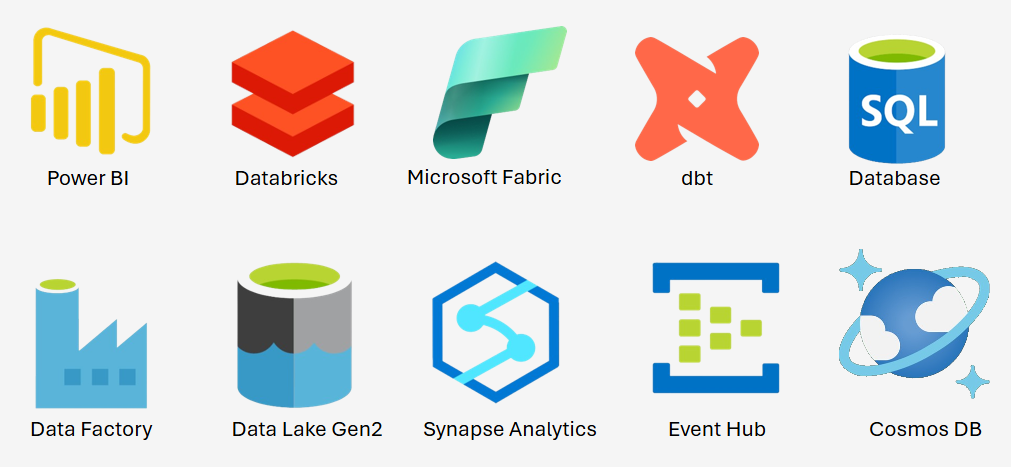 Power BI
Databricks
Microsoft Fabric
dbt
SQL
Database
Data Factory
Data Lake Gen2
Synapse Analytics
Event Hub
Cosmos DB